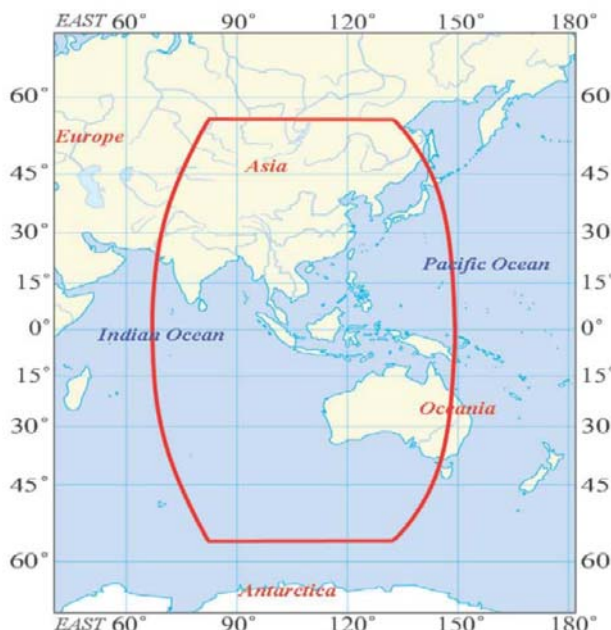 EAST 60° 90° 120° 150° 180°
60° 60°
Europe
Asia
45° 45°
30° 30°
Pacific Ocean
15° 15°
0° 0°
Indian Ocean
15° 15°
Oceania
30° 30°
45° 45°
60° 60°
Antarctica
EAST 60° 90° 120° 150° 180°